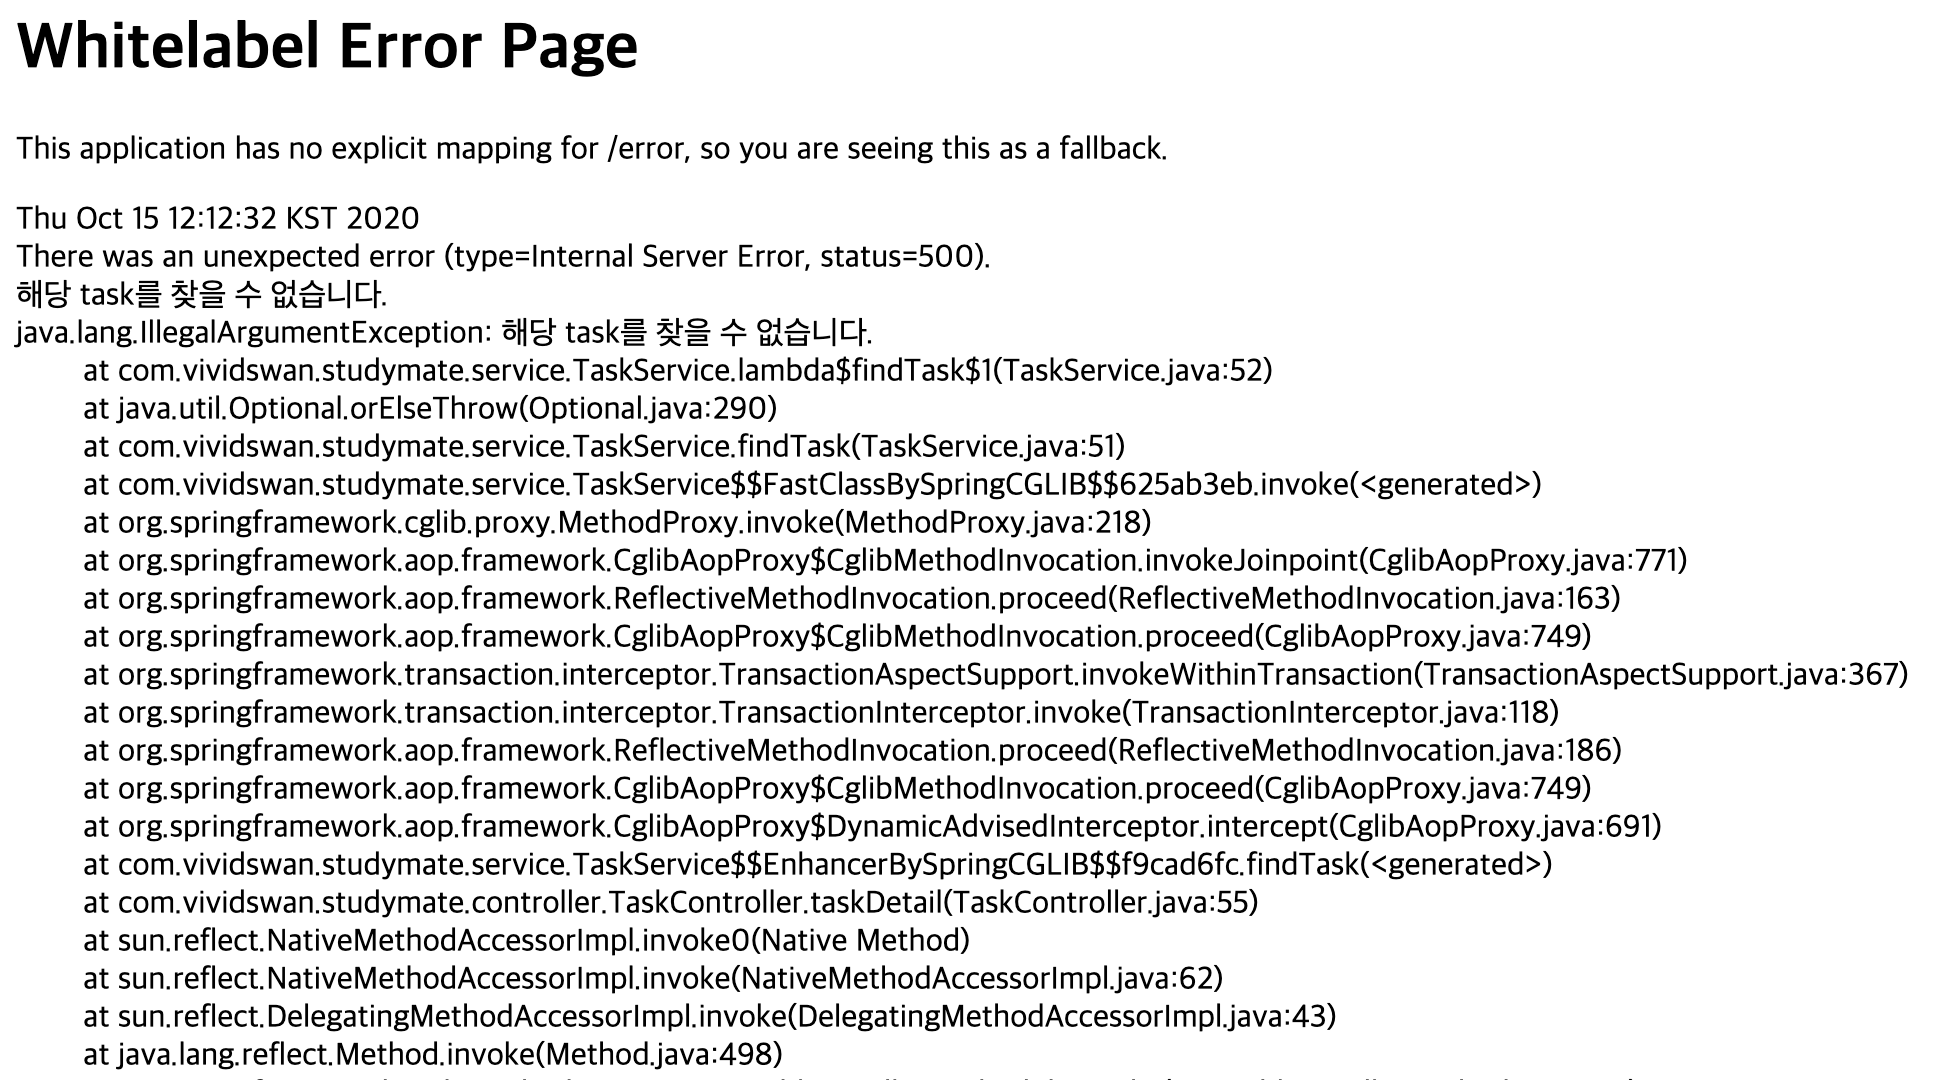 Whitelabel Error Page
This application has no explicit mapping for /error, so you are seeing this as a fallback.
Thu Oct 15 12:12:32 KST 2020
There was an unexpected error (type=Internal Server Error, status=500).
해당 task를 찾을 수 없습니다.
java.lang.IllegalArgumentException: 해당 task를 찾을 수 없습니다.
at com.vividswan.studymate.service.TaskService.lambda$findTask$1(TaskService.java:52)
at java.util.Optional.orElseThrow(Optional.java:290)
at com.vividswan.studymate.service.TaskService.findTask(TaskService.java:51)
at com.vividswan.studymate.service.TaskService$$FastClassBySpringCGLIB$$625ab3eb.invoke(<generated>)
at org.springframework.cglib.proxy.MethodProxy.invoke(MethodProxy.java:218)
at org.springframework.aop.framework.CglibAopProxy$CglibMethodInvocation.invokeJoinpoint(CglibAopProxy.java:771)
at org.springframework.aop.framework.ReflectiveMethodInvocation.proceed(ReflectiveMethodInvocation.java:163)
at org.springframework.aop.framework.CglibAopProxy$CglibMethodInvocation.proceed(CglibAopProxy.java:749)
at org.springframework.transaction.interceptor.TransactionAspectSupport.invokeWithinTransaction(TransactionAspectSupport.java:367)
at org.springframework.transaction.interceptor.TransactionInterceptor.invoke(TransactionInterceptor.java:118)
at org.springframework.aop.framework.ReflectiveMethodInvocation.proceed(ReflectiveMethodInvocation.java:186)
at org.springframework.aop.framework.CglibAopProxy$CglibMethodInvocation.proceed(CglibAopProxy.java:749)
at org.springframework.aop.framework.CglibAopProxy$DynamicAdvisedInterceptor.intercept(CglibAopProxy.java:691)
at com.vividswan.studymate.service.TaskService$$EnhancerBySpringCGLIB$$f9cad6fc.findTask(<generated>)
at com.vividswan.studymate.controller.TaskController.taskDetail(TaskController.java:55)
at sun.reflect.NativeMethodAccessorImpl.invoke0(Native Method)
at sun.reflect.NativeMethodAccessorImpl.invoke(NativeMethodAccessorImpl.java:62)
at sun.reflect.DelegatingMethodAccessorImpl.invoke(DelegatingMethodAccessorImpl.java:43)
at java.lang.reflect.Method.invoke(Method.java:498)